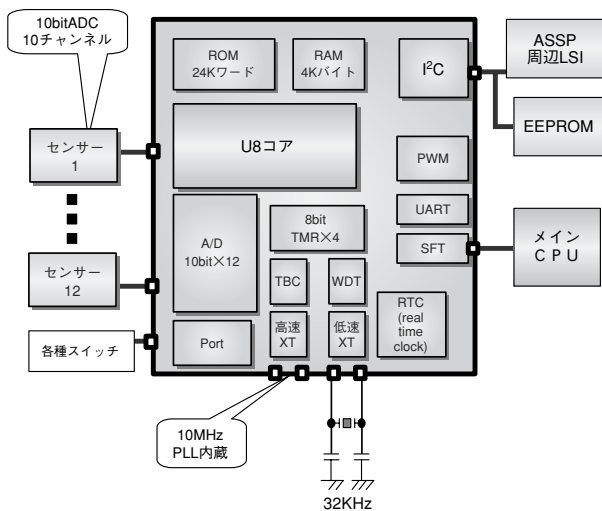 10bitADC
10チャンネル
ROM
24Kワード
RAM
4Kバイト
I²C
ASSP
周辺LSI
EEPROM
センサー
1
U8コア
PWM
UART
SFT
メイン
CPU
A/D
10bit×12
8bit
TMR×4
センサー
12
TBC
WDT
各種スイッチ
Port
高速
XT
低速
XT
RTC
(real
time
clock)
10MHz
PLL内蔵
32KHz